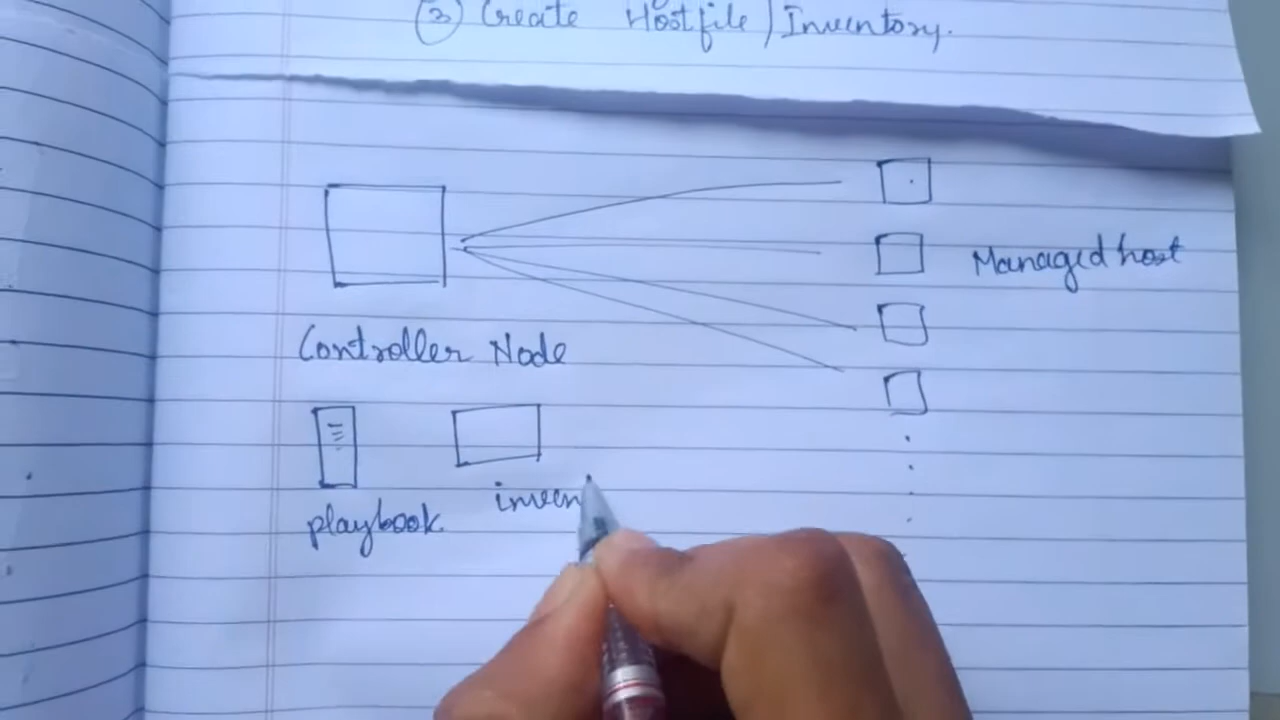 ③ Create Hostfile/Inventory.
Managed host
Controller Node
inven
playbook.